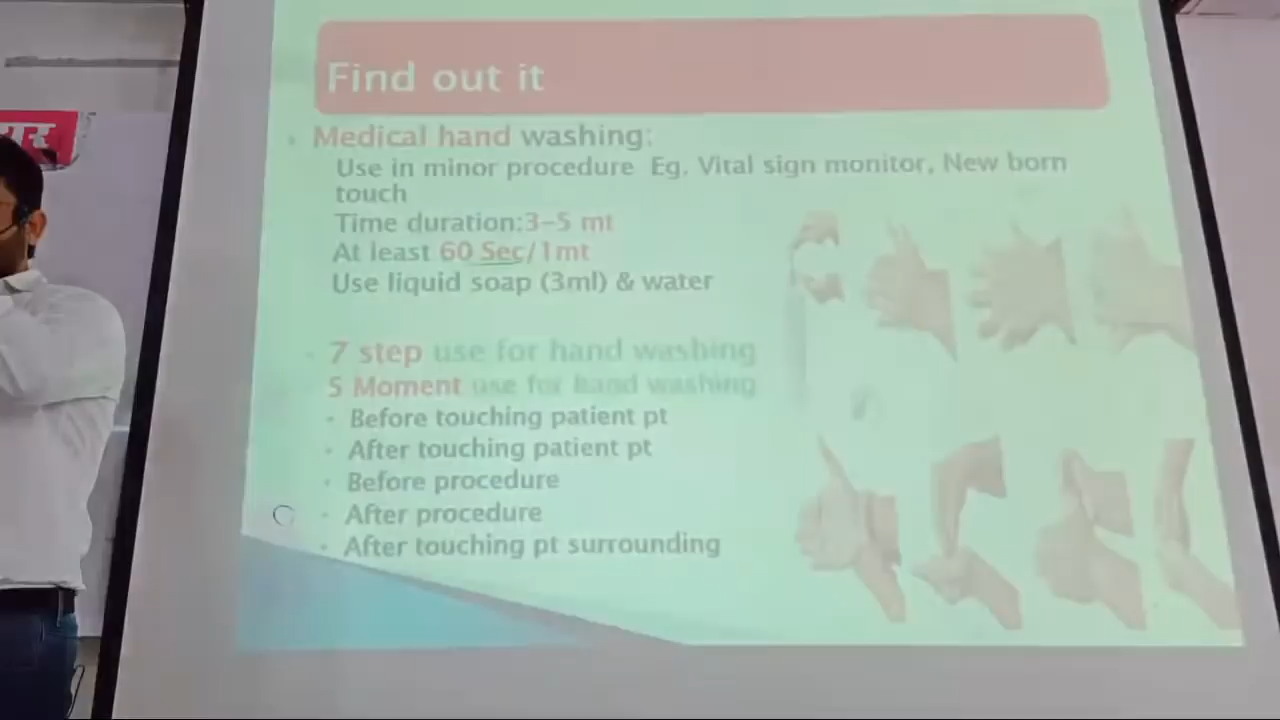 Find out it
Medical hand washing:
Use in minor procedure Eg. Vital sign monitor, New born
touch
Time duration:3-5 mt
At least 60 Sec/1mt
Use liquid soap (3ml) & water
7 step use for hand washing
5 Moment use for hand washing
Before touching patient pt
After touching patient pt
Before procedure
After procedure
After touching pt surrounding